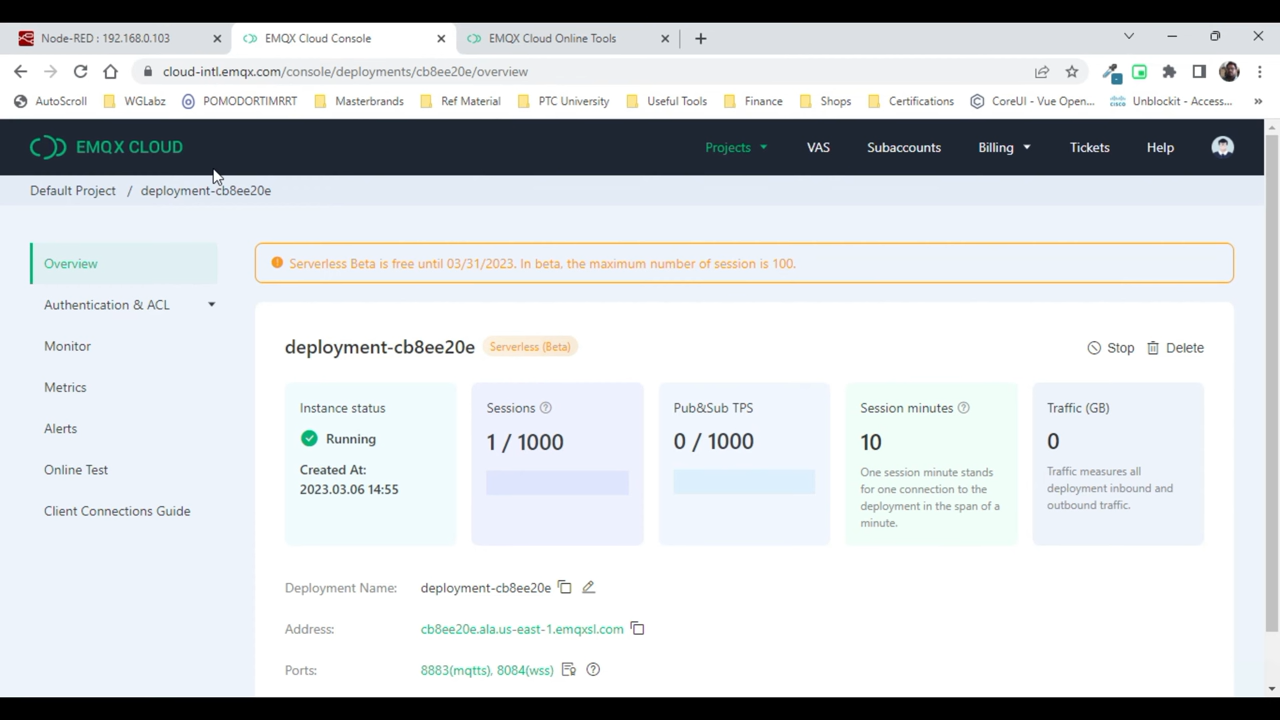 Node-RED : 192.168.0.103
EMQX Cloud Console
EMQX Cloud Online Tools
cloud-intl.emqx.com/console/deployments/cb8ee20e/overview
AutoScroll
WGLabz
POMODORTIMRRT
Masterbrands
Ref Material
PTC University
Useful Tools
Finance
Shops
Certifications
CoreUI - Vue Open...
Unblockit - Access...
EMQX CLOUD
Projects
VAS
Subaccounts
Billing
Tickets
Help
Default Project / deployment-cb8ee20e
Overview
Authentication & ACL
Monitor
Metrics
Alerts
Online Test
Client Connections Guide
Serverless Beta is free until 03/31/2023. In beta, the maximum number of session is 100.
deployment-cb8ee20e
Serverless (Beta)
Stop
Delete
Instance status
Running
Created At:
2023.03.06 14:55
Sessions
1 / 1000
Pub&Sub TPS
0 / 1000
Session minutes
10
One session minute stands
for one connection to the
deployment in the span of a
minute.
Traffic (GB)
0
Traffic measures all
deployment inbound and
outbound traffic.
Deployment Name: deployment-cb8ee20e
Address: cb8ee20e.ala.us-east-1.emqxsl.com
Ports: 8883(mqtts), 8084(wss)